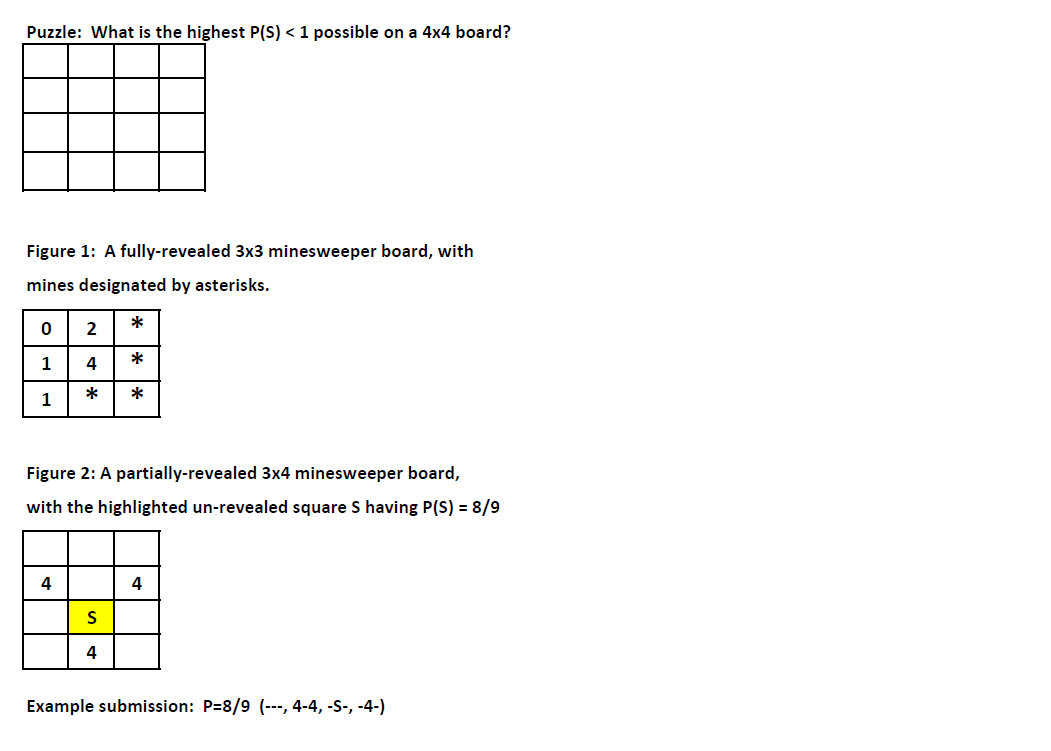 Puzzle:  What is the highest P(S) < 1 possible on a 4x4 board?
Figure 1:  A fully-revealed 3x3 minesweeper board, with
mines designated by asterisks.
0 2 *
1 4 *
1 * *
Figure 2: A partially-revealed 3x4 minesweeper board,
with the highlighted un-revealed square S having P(S) = 8/9
4 4
S
4
Example submission:  P=8/9  (---, 4-4, -S-, -4-)